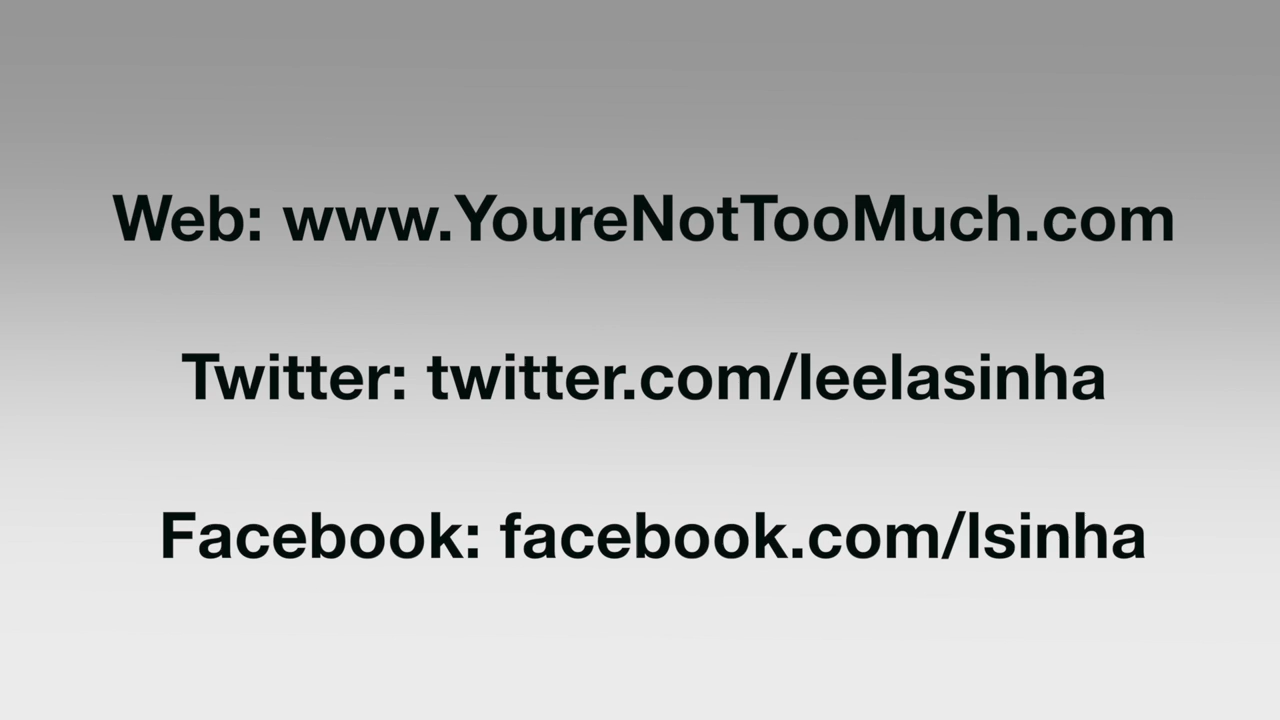 Web: www.YoureNotTooMuch.com
Twitter: twitter.com/leelasinha
Facebook: facebook.com/lsinha